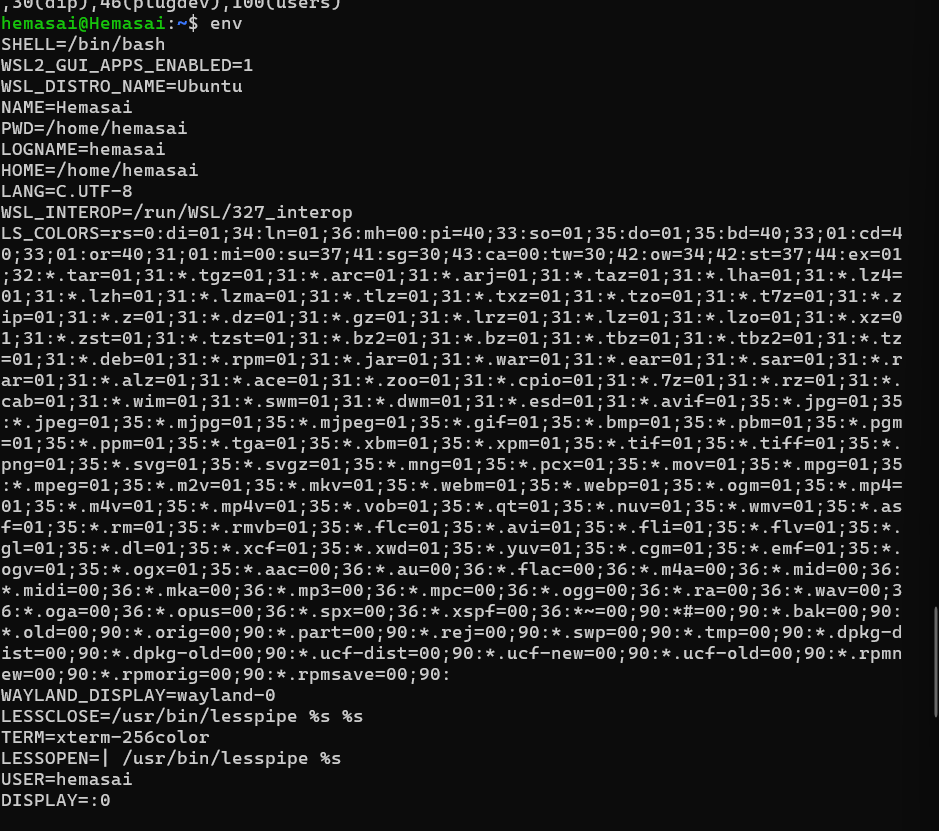 ,30(dip),46(plugdev),100(users)
hemasai@Hemasai:~$ env
SHELL=/bin/bash
WSL2_GUI_APPS_ENABLED=1
WSL_DISTRO_NAME=Ubuntu
NAME=Hemasai
PWD=/home/hemasai
LOGNAME=hemasai
HOME=/home/hemasai
LANG=C.UTF-8
WSL_INTEROP=/run/WSL/327_interop
LS_COLORS=rs=0:di=01;34:ln=01;36:mh=00:pi=40;33:so=01;35:do=01;35:bd=40;33;01:cd=4
0;33;01:or=40;31;01:mi=00:su=37;41:sg=30;43:ca=00:tw=30;42:ow=34;42:st=37;44:ex=01
;32:*.tar=01;31:*.tgz=01;31:*.arc=01;31:*.arj=01;31:*.taz=01;31:*.lha=01;31:*.lz4=
01;31:*.lzh=01;31:*.lzma=01;31:*.tlz=01;31:*.txz=01;31:*.tzo=01;31:*.t7z=01;31:*.z
ip=01;31:*.z=01;31:*.dz=01;31:*.gz=01;31:*.lrz=01;31:*.lz=01;31:*.lzo=01;31:*.xz=0
1;31:*.zst=01;31:*.tzst=01;31:*.bz2=01;31:*.bz=01;31:*.tbz=01;31:*.tbz2=01;31:*.tz
=01;31:*.deb=01;31:*.rpm=01;31:*.jar=01;31:*.war=01;31:*.ear=01;31:*.sar=01;31:*.r
ar=01;31:*.alz=01;31:*.ace=01;31:*.zoo=01;31:*.cpio=01;31:*.7z=01;31:*.rz=01;31:*.
cab=01;31:*.wim=01;31:*.swm=01;31:*.dwm=01;31:*.esd=01;31:*.avif=01;35:*.jpg=01;35
:*.jpeg=01;35:*.mjpg=01;35:*.mjpeg=01;35:*.gif=01;35:*.bmp=01;35:*.pbm=01;35:*.pgm
=01;35:*.ppm=01;35:*.tga=01;35:*.xbm=01;35:*.xpm=01;35:*.tif=01;35:*.tiff=01;35:*.
png=01;35:*.svg=01;35:*.svgz=01;35:*.mng=01;35:*.pcx=01;35:*.mov=01;35:*.mpg=01;35
:*.mpeg=01;35:*.m2v=01;35:*.mkv=01;35:*.webm=01;35:*.webp=01;35:*.ogm=01;35:*.mp4=
01;35:*.m4v=01;35:*.mp4v=01;35:*.vob=01;35:*.qt=01;35:*.nuv=01;35:*.wmv=01;35:*.as
f=01;35:*.rm=01;35:*.rmvb=01;35:*.flc=01;35:*.avi=01;35:*.fli=01;35:*.flv=01;35:*.
gl=01;35:*.dl=01;35:*.xcf=01;35:*.xwd=01;35:*.yuv=01;35:*.cgm=01;35:*.emf=01;35:*.
ogv=01;35:*.ogx=01;35:*.aac=00;36:*.au=00;36:*.flac=00;36:*.m4a=00;36:*.mid=00;36:
*.midi=00;36:*.mka=00;36:*.mp3=00;36:*.mpc=00;36:*.ogg=00;36:*.ra=00;36:*.wav=00;3
6:*.oga=00;36:*.opus=00;36:*.spx=00;36:*.xspf=00;36:*~=00;90:*#=00;90:*.bak=00;90:
*.old=00;90:*.orig=00;90:*.part=00;90:*.rej=00;90:*.swp=00;90:*.tmp=00;90:*.dpkg-d
ist=00;90:*.dpkg-old=00;90:*.ucf-dist=00;90:*.ucf-new=00;90:*.ucf-old=00;90:*.rpmn
ew=00;90:*.rpmorig=00;90:*.rpmsave=00;90:
WAYLAND_DISPLAY=wayland-0
LESSCLOSE=/usr/bin/lesspipe %s %s
TERM=xterm-256color
LESSOPEN=| /usr/bin/lesspipe %s
USER=hemasai
DISPLAY=:0